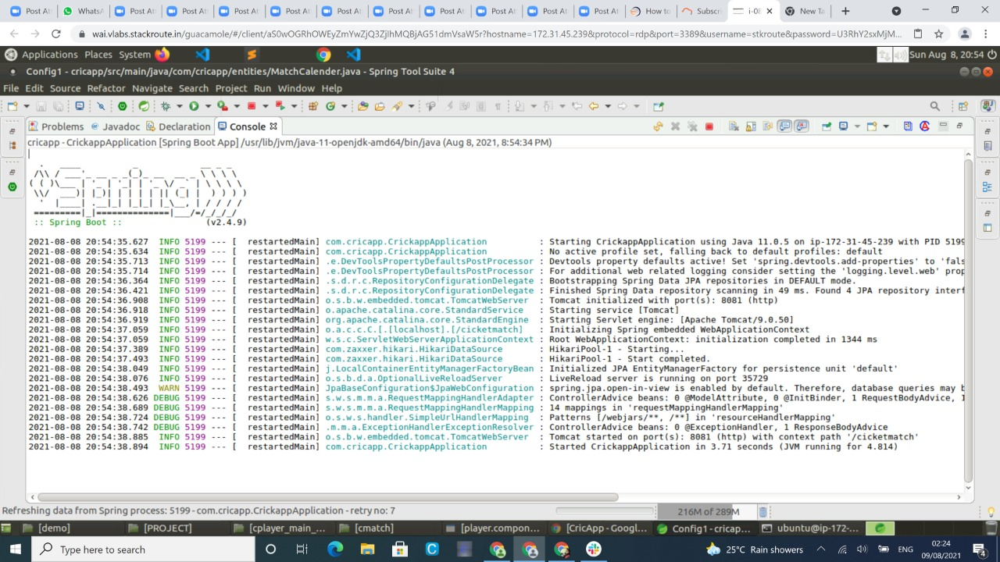 Post Att
WhatsA
Post Att
Post Att
Post Att
Post Att
Post Att
Post Att
Post Att
Post Att
Post Att
Post At
How to
Subscri
i-08
New Ta
wai.vlabs.stackroute.in/guacamole/#/client/aS0wOGRhOWEyZmYwZjQ3ZjlhMQBjAG51dmVsaW5r?hostname=172.31.45.239&protocol=rdp&port=3389&username=stkroute&password=U3RhY2sxMjM...
Applications Places System
Sun Aug 8, 20:54
Config1 - cricapp/src/main/java/com/cricapp/entities/MatchCalender.java - Spring Tool Suite 4
File Edit Source Refactor Navigate Search Project Run Window Help
Problems @ Javadoc Declaration Console
cricapp - CrickappApplication [Spring Boot App] /usr/lib/jvm/java-11-openjdk-amd64/bin/java (Aug 8, 2021, 8:54:34 PM)
Spring
:: Spring Boot :: (v2.4.9)
2021-08-08 20:54:35.627 INFO 5199 --- [ restartedMain] com.cricapp.CrickappApplication : Starting CrickappApplication using Java 11.0.5 on ip-172-31-45-239 with PID 5199
2021-08-08 20:54:35.634 INFO 5199 --- [ restartedMain] com.cricapp.CrickappApplication : No active profile set, falling back to default profiles: default
2021-08-08 20:54:35.713 INFO 5199 --- [ restartedMain] .e.DevToolsPropertyDefaultsPostProcessor : Devtools property defaults active! Set 'spring.devtools.add-properties' to 'fals
2021-08-08 20:54:35.714 INFO 5199 --- [ restartedMain] .e.DevToolsPropertyDefaultsPostProcessor : For additional web related logging consider setting the 'logging.level.web' prop
2021-08-08 20:54:36.364 INFO 5199 --- [ restartedMain] .s.d.r.c.RepositoryConfigurationDelegate : Bootstrapping Spring Data JPA repositories in DEFAULT mode.
2021-08-08 20:54:36.421 INFO 5199 --- [ restartedMain] .s.d.r.c.RepositoryConfigurationDelegate : Finished Spring Data repository scanning in 49 ms. Found 4 JPA repository interf
2021-08-08 20:54:36.908 INFO 5199 --- [ restartedMain] o.s.b.w.embedded.tomcat.TomcatWebServer : Tomcat initialized with port(s): 8081 (http)
2021-08-08 20:54:36.918 INFO 5199 --- [ restartedMain] o.apache.catalina.core.StandardService : Starting service [Tomcat]
2021-08-08 20:54:36.919 INFO 5199 --- [ restartedMain] org.apache.catalina.core.StandardEngine : Starting Servlet engine: [Apache Tomcat/9.0.50]
2021-08-08 20:54:37.059 INFO 5199 --- [ restartedMain] o.a.c.c.C.[.[localhost].[/cicketmatch] : Initializing Spring embedded WebApplicationContext
2021-08-08 20:54:37.059 INFO 5199 --- [ restartedMain] w.s.c.ServletWebServerApplicationContext : Root WebApplicationContext: initialization completed in 1344 ms
2021-08-08 20:54:37.389 INFO 5199 --- [ restartedMain] com.zaxxer.hikari.HikariDataSource : HikariPool-1 - Starting...
2021-08-08 20:54:37.493 INFO 5199 --- [ restartedMain] com.zaxxer.hikari.HikariDataSource : HikariPool-1 - Start completed.
2021-08-08 20:54:38.049 INFO 5199 --- [ restartedMain] j.LocalContainerEntityManagerFactoryBean : Initialized JPA EntityManagerFactory for persistence unit 'default'
2021-08-08 20:54:38.076 INFO 5199 --- [ restartedMain] o.s.b.d.a.OptionalLiveReloadServer : LiveReload server is running on port 35729
2021-08-08 20:54:38.493 WARN 5199 --- [ restartedMain] JpaBaseConfiguration$JpaWebConfiguration : spring.jpa.open-in-view is enabled by default. Therefore, database queries may b
2021-08-08 20:54:38.626 DEBUG 5199 --- [ restartedMain] s.w.s.m.m.a.RequestMappingHandlerAdapter : ControllerAdvice beans: 0 @ModelAttribute, 0 @InitBinder, 1 RequestBodyAdvice, 1
2021-08-08 20:54:38.689 DEBUG 5199 --- [ restartedMain] s.w.s.m.m.a.RequestMappingHandlerMapping : 14 mappings in 'requestMappingHandlerMapping'
2021-08-08 20:54:38.724 DEBUG 5199 --- [ restartedMain] o.s.w.s.handler.SimpleUrlHandlerMapping : Patterns [/webjars/**, /**] in 'resourceHandlerMapping'
2021-08-08 20:54:38.742 DEBUG 5199 --- [ restartedMain] .m.m.a.ExceptionHandlerExceptionResolver : ControllerAdvice beans: 0 @ExceptionHandler, 1 ResponseBodyAdvice
2021-08-08 20:54:38.885 INFO 5199 --- [ restartedMain] o.s.b.w.embedded.tomcat.TomcatWebServer : Tomcat started on port(s): 8081 (http) with context path '/cicketmatch'
2021-08-08 20:54:38.894 INFO 5199 --- [ restartedMain] com.cricapp.CrickappApplication : Started CrickappApplication in 3.71 seconds (JVM running for 4.814)
Refreshing data from Spring process: 5199 - com.cricapp.CrickappApplication - retry no: 7
216M of 289M
[demo]
[PROJECT]
[cplayer_main_...
[cmatch]
[player.compon...
[CricApp - Googl...
Config1 - cricap...
ubuntu@ip-172-...
Type here to search
25°C Rain showers
ENG
02:24
09/08/2021
4